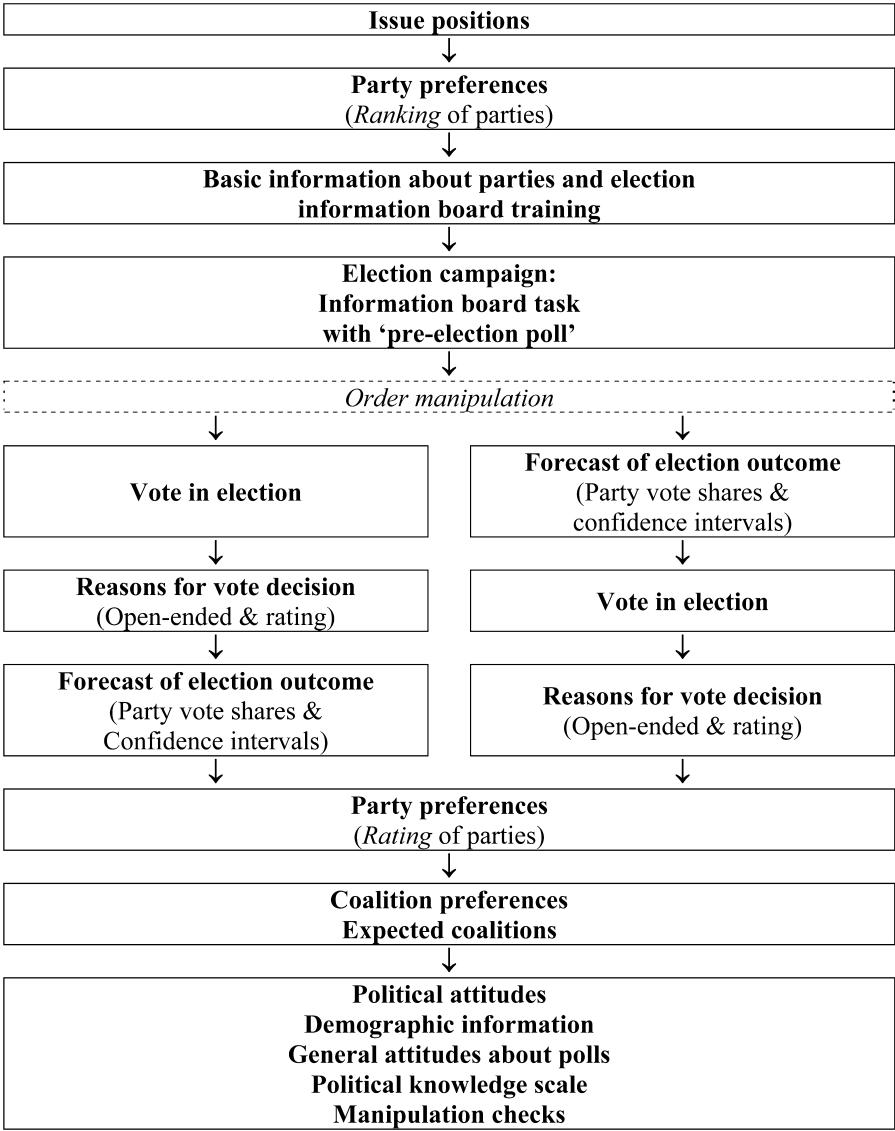 Issue positions
Party preferences
(Ranking of parties)
Basic information about parties and election
information board training
Election campaign:
Information board task
with ‘pre-election poll’
Order manipulation
Vote in election
Reasons for vote decision
(Open-ended & rating)
Forecast of election outcome
(Party vote shares &
Confidence intervals)
Forecast of election outcome
(Party vote shares &
confidence intervals)
Vote in election
Reasons for vote decision
(Open-ended & rating)
Party preferences
(Rating of parties)
Coalition preferences
Expected coalitions
Political attitudes
Demographic information
General attitudes about polls
Political knowledge scale
Manipulation checks